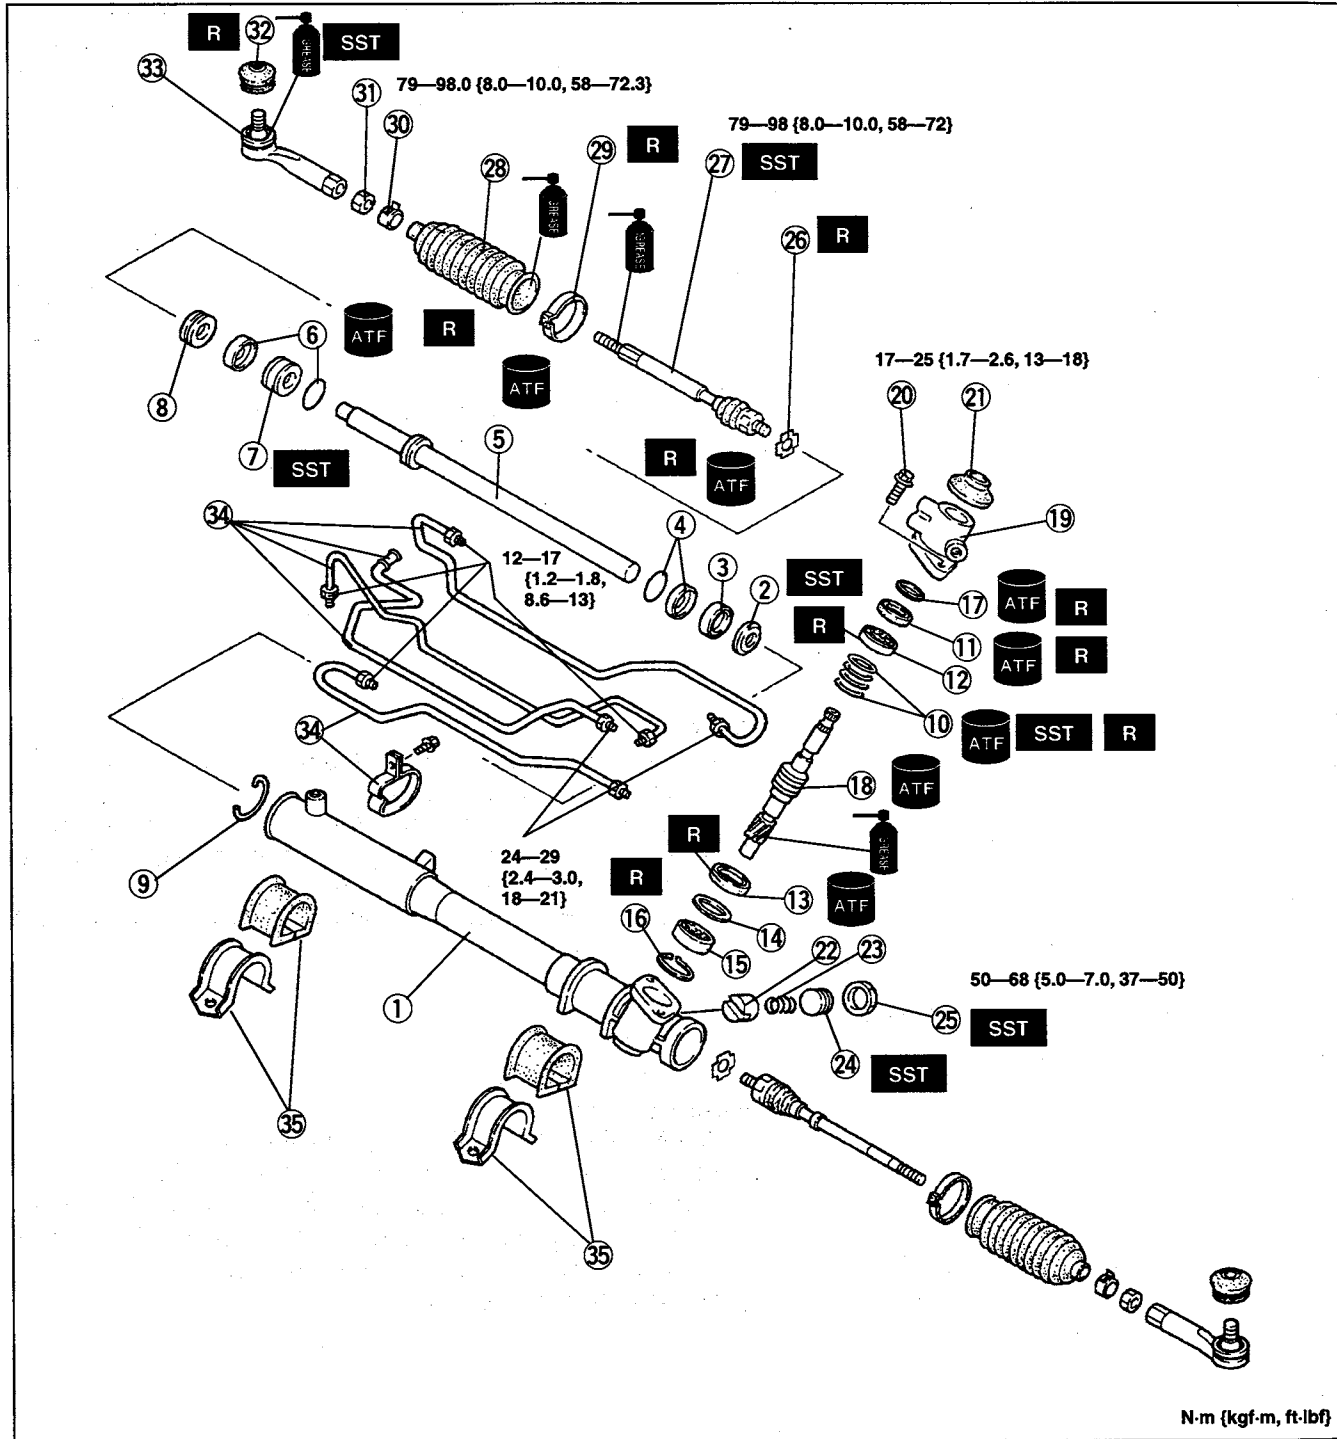 R 32 GREASE SST
33
31 79—98.0 {8.0—10.0, 58—72.3}
30
79—98 {8.0—10.0, 58—72}
29 R
28
27 SST
GREASE
GREASE
26 R
6 ATF R
8
ATF
17—25 {1.7—2.6, 13—18}
20 21
7 SST
5
R ATF
34
4
19
12—17
{1.2—1.8,
8.6—13}
3
2
SST
R
17 ATF R
11
12 ATF R
10
ATF SST R
34
18 ATF
GREASE
9
24—29
{2.4—3.0,
18—21}
R
R
13 ATF
14
16
15
22 23
1
50—68 {5.0—7.0, 37—50}
25
SST
24 SST
35
35
N·m {kgf·m, ft·lbf}